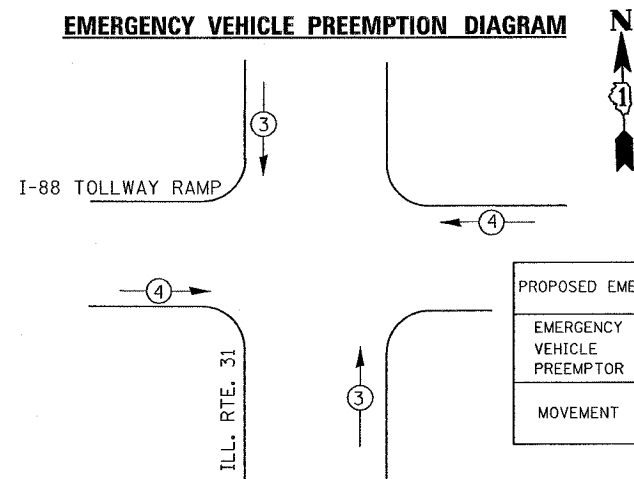 EMERGENCY VEHICLE PREEMPTION DIAGRAM
N
1
3
I-88 TOLLWAY RAMP
4
4
PROPOSED EME
EMERGENCY
VEHICLE
PREEMPTOR
MOVEMENT
ILL. RTE. 31
3